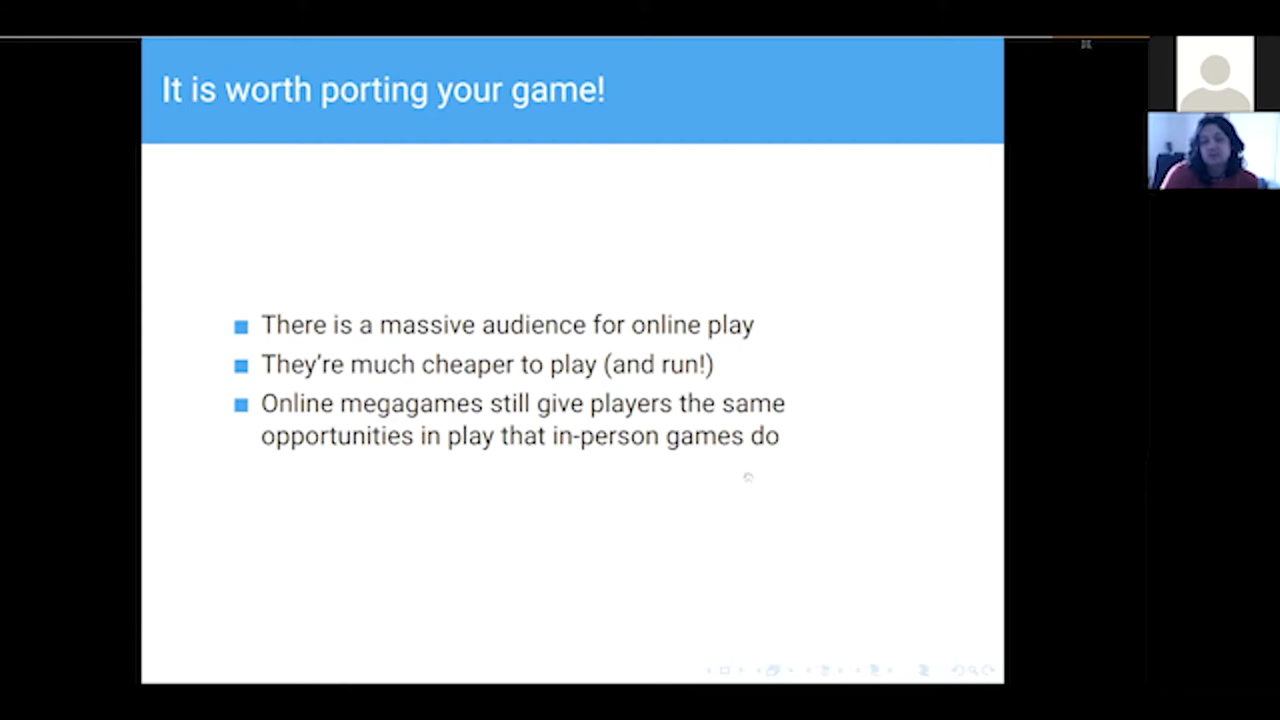 It is worth porting your game!
There is a massive audience for online play
They're much cheaper to play (and run!)
Online megagames still give players the same
opportunities in play that in-person games do